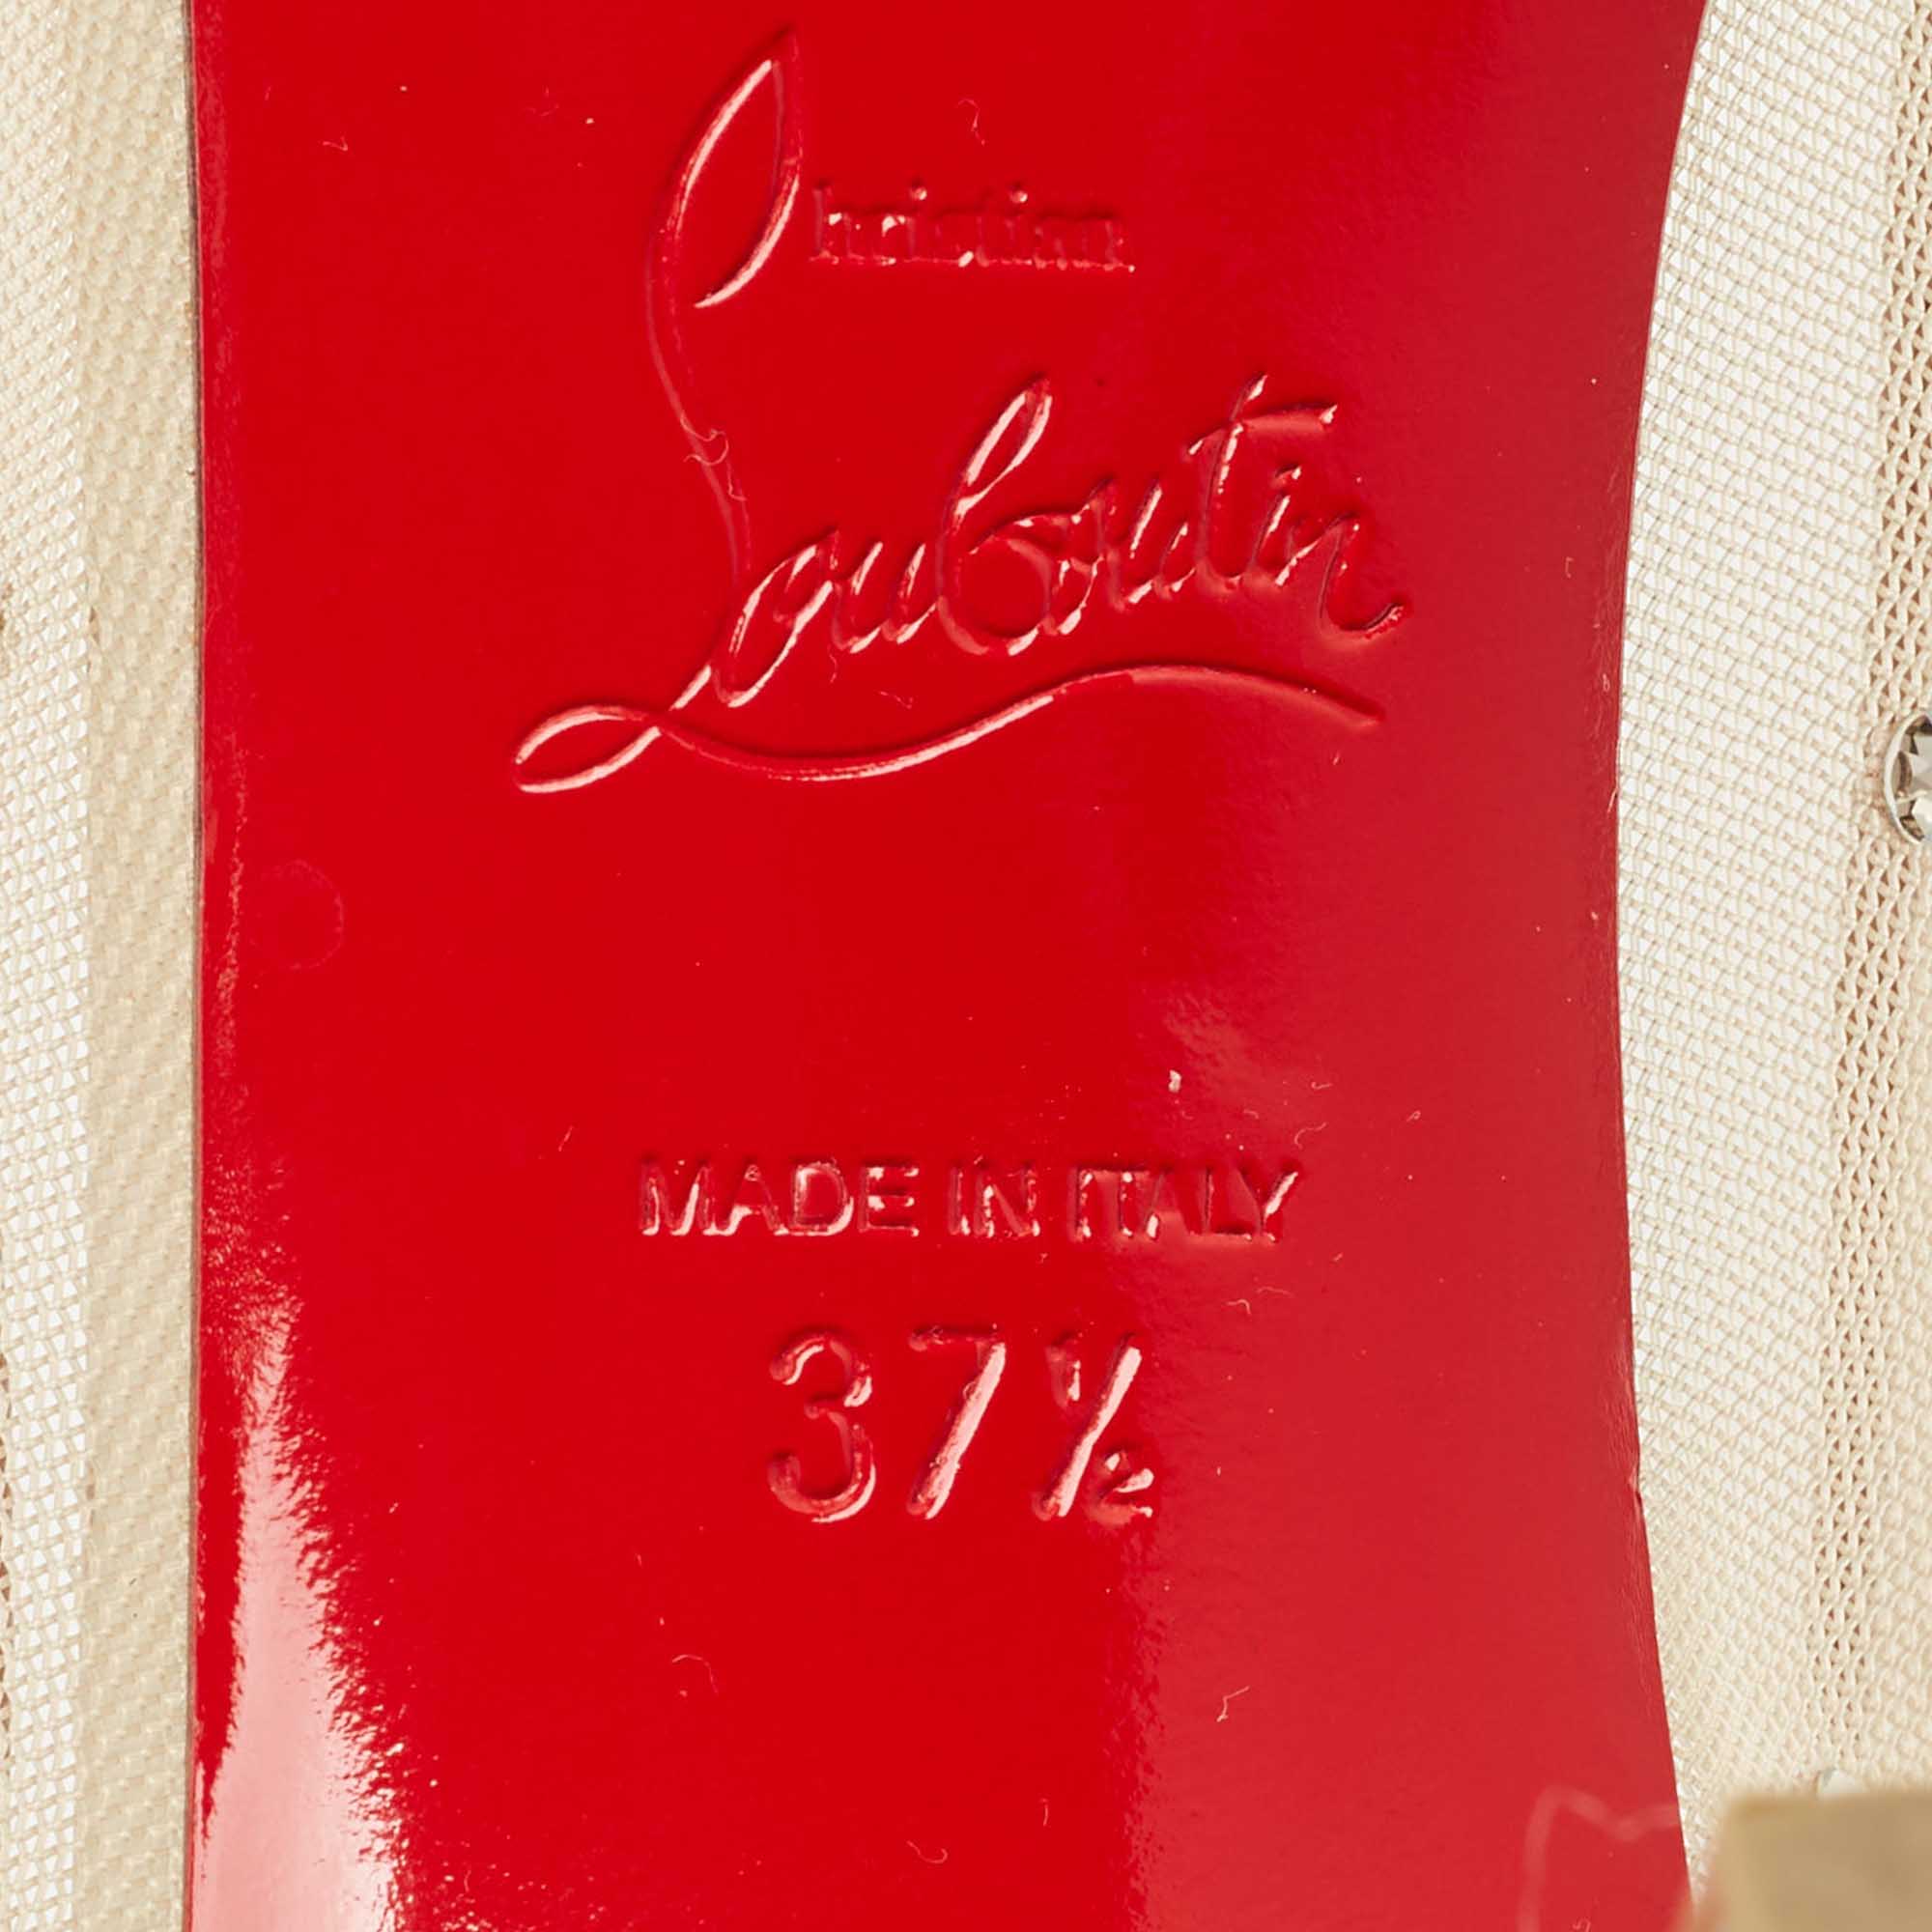 Christian
Louboutin
MADE IN ITALY
37½